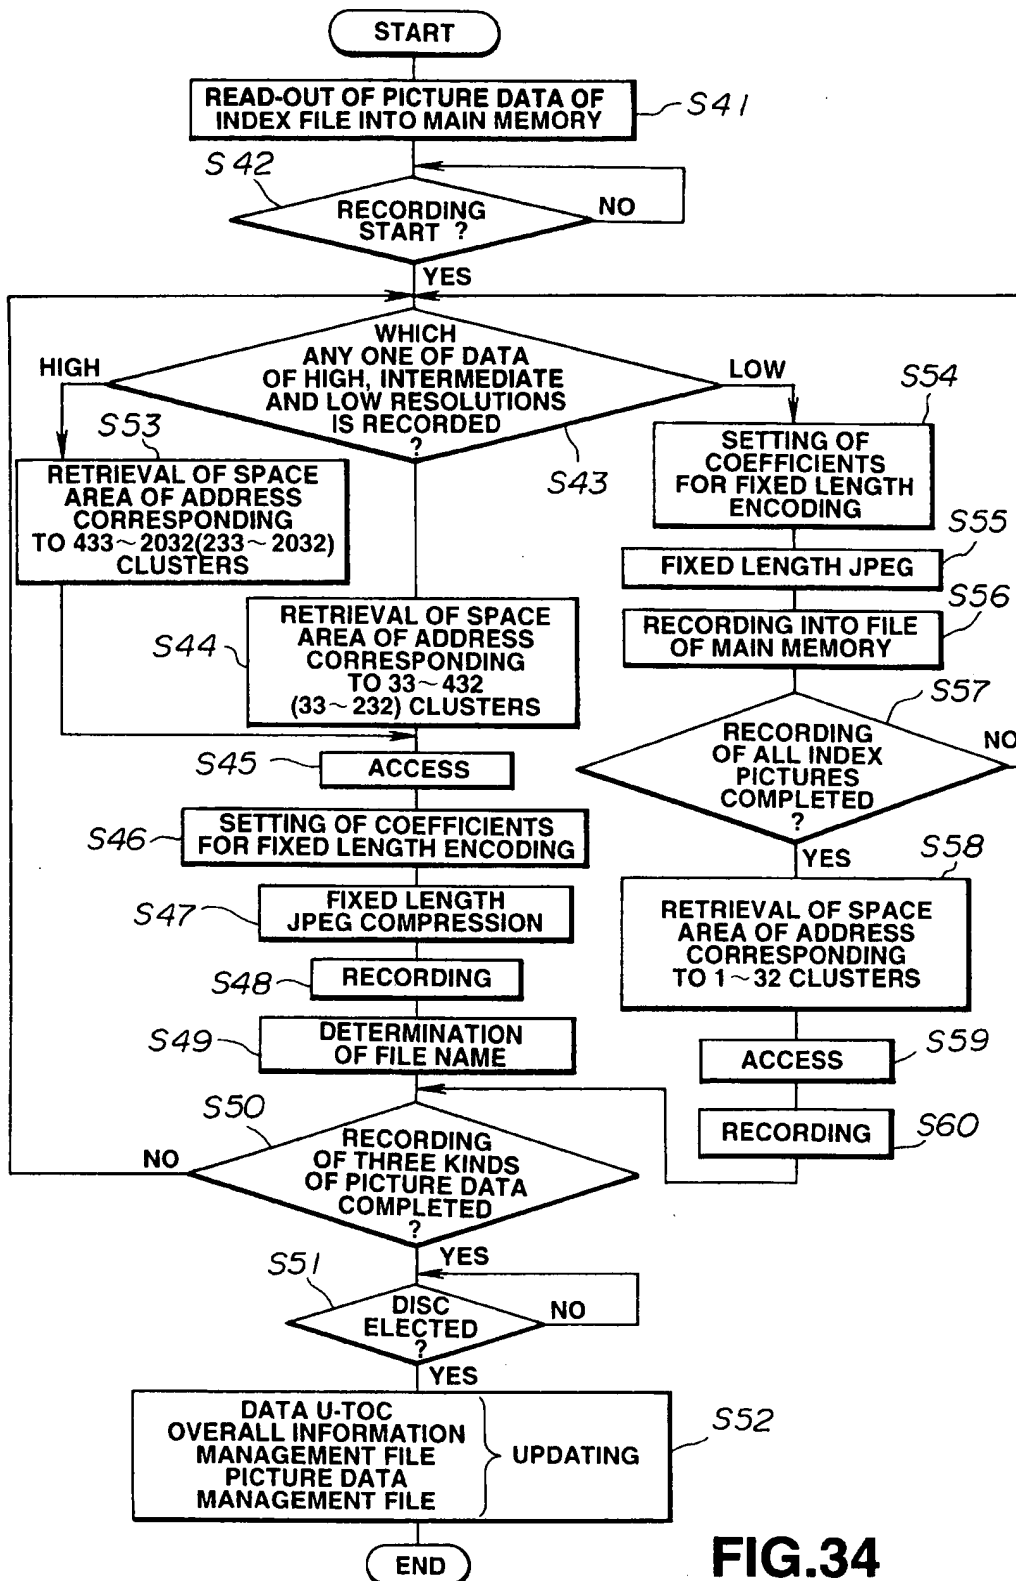 START
READ-OUT OF PICTURE DATA OF
INDEX FILE INTO MAIN MEMORY
S41
S42
RECORDING
START ?
NO
YES
WHICH
ANY ONE OF DATA
OF HIGH, INTERMEDIATE
AND LOW RESOLUTIONS
IS RECORDED
?
HIGH
LOW
S43
S53
RETRIEVAL OF SPACE
AREA OF ADDRESS
CORRESPONDING
TO 433~2032(233~2032)
CLUSTERS
S54
SETTING OF
COEFFICIENTS
FOR FIXED LENGTH
ENCODING
S55
FIXED LENGTH JPEG
S56
RECORDING INTO FILE
OF MAIN MEMORY
S44
RETRIEVAL OF SPACE
AREA OF ADDRESS
CORRESPONDING
TO 33~432
(33~232) CLUSTERS
S57
RECORDING
OF ALL INDEX
PICTURES
COMPLETED
?
NO
YES
S45
ACCESS
S46
SETTING OF COEFFICIENTS
FOR FIXED LENGTH ENCODING
S47
FIXED LENGTH
JPEG COMPRESSION
S48
RECORDING
S49
DETERMINATION
OF FILE NAME
S58
RETRIEVAL OF SPACE
AREA OF ADDRESS
CORRESPONDING
TO 1~32 CLUSTERS
S59
ACCESS
S60
RECORDING
S50
RECORDING
OF THREE KINDS
OF PICTURE DATA
COMPLETED
?
NO
YES
S51
DISC
ELECTED
?
NO
YES
DATA U-TOC
OVERALL INFORMATION
MANAGEMENT FILE
PICTURE DATA
MANAGEMENT FILE
UPDATING
S52
END
FIG.34